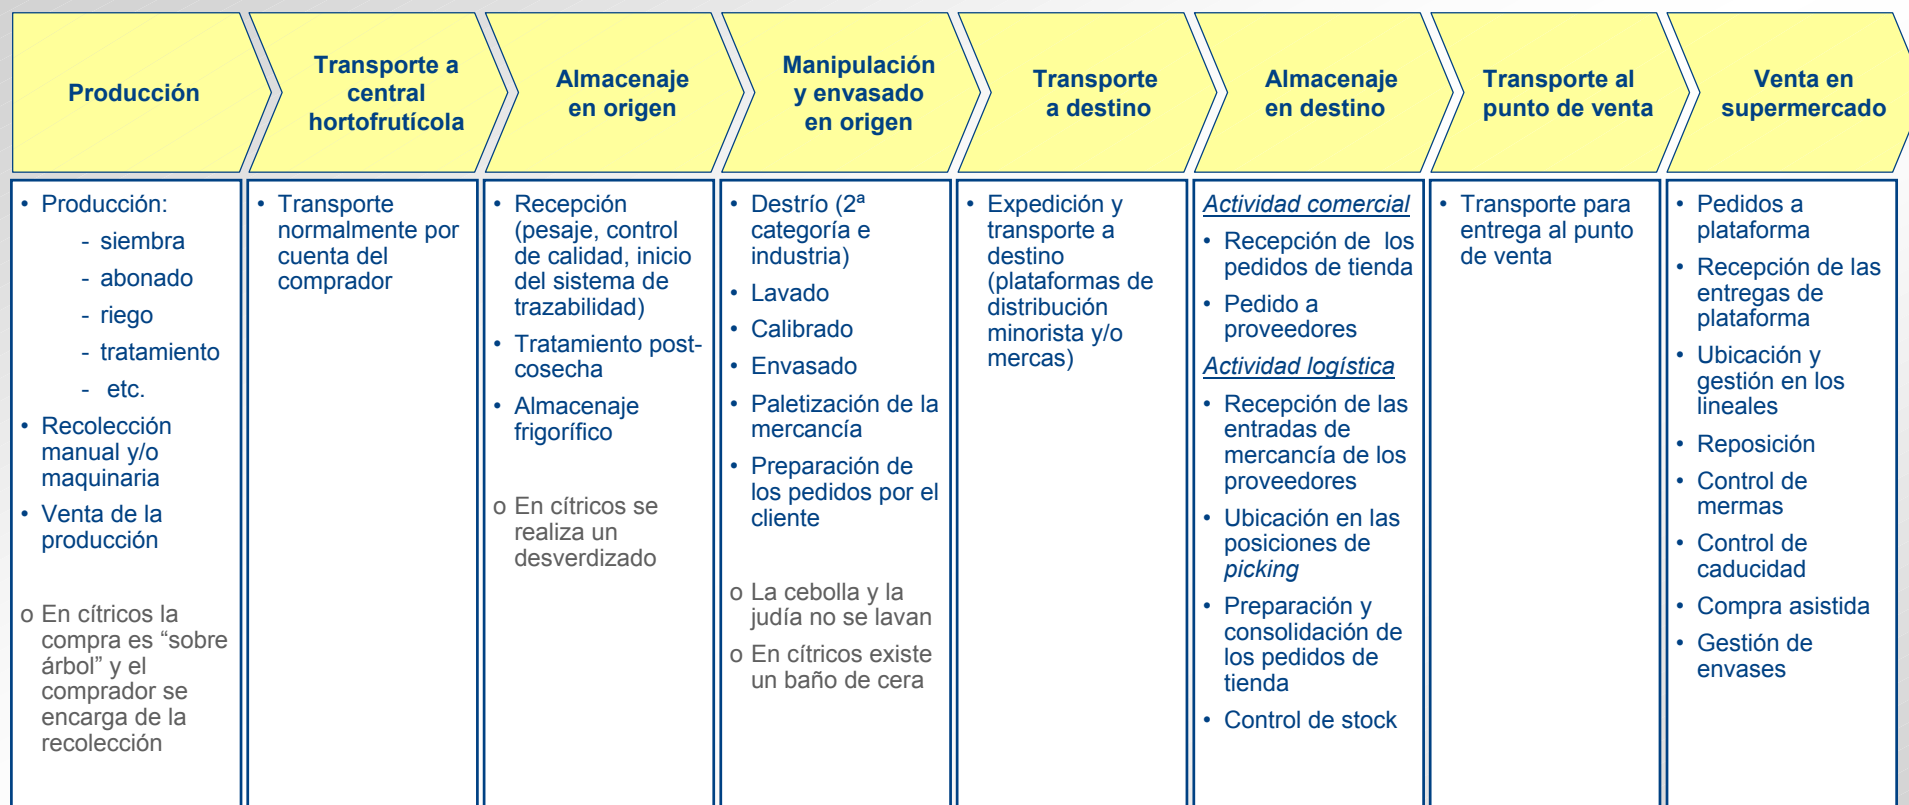 Producción
Transporte a
central
hortofrutícola
Almacenaje
en origen
Manipulación
y envasado
en origen
Transporte
a destino
Almacenaje
en destino
Transporte al
punto de venta
Venta en
supermercado
• Producción:
- siembra
- abonado
- riego
- tratamiento
- etc.
• Recolección
manual y/o
maquinaria
• Venta de la
producción
o En cítricos la
compra es “sobre
árbol” y el
comprador se
encarga de la
recolección
• Transporte
normalmente por
cuenta del
comprador
• Recepción
(pesaje, control
de calidad, inicio
del sistema de
trazabilidad)
• Tratamiento post-
cosecha
• Almacenaje
frigorífico
o En cítricos se
realiza un
desverdizado
• Destrío (2ª
categoría e
industria)
• Lavado
• Calibrado
• Envasado
• Paletización de la
mercancía
• Preparación de
los pedidos por el
cliente
o La cebolla y la
judía no se lavan
o En cítricos existe
un baño de cera
• Expedición y
transporte a
destino
(plataformas de
distribución
minorista y/o
mercas)
Actividad comercial
• Recepción de los
pedidos de tienda
• Pedido a
proveedores
Actividad logística
• Recepción de las
entradas de
mercancía de los
proveedores
• Ubicación en las
posiciones de
picking
• Preparación y
consolidación de
los pedidos de
tienda
• Control de stock
• Transporte para
entrega al punto
de venta
• Pedidos a
plataforma
• Recepción de las
entregas de
plataforma
• Ubicación y
gestión en los
lineales
• Reposición
• Control de
mermas
• Control de
caducidad
• Compra asistida
• Gestión de
envases